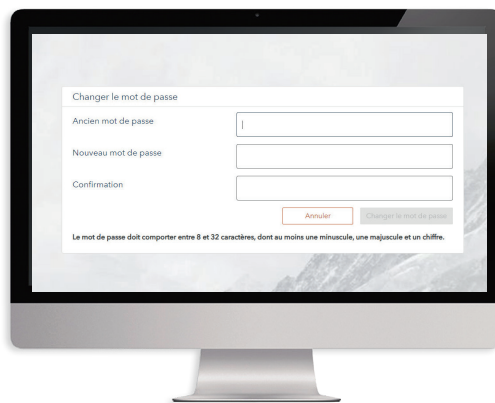 Changer le mot de passe
Ancien mot de passe
Nouveau mot de passe
Confirmation
Annuler
Changer le mot de passe
Le mot de passe doit comporter entre 8 et 32 caractères, dont au moins une minuscule, une majuscule et un chiffre.